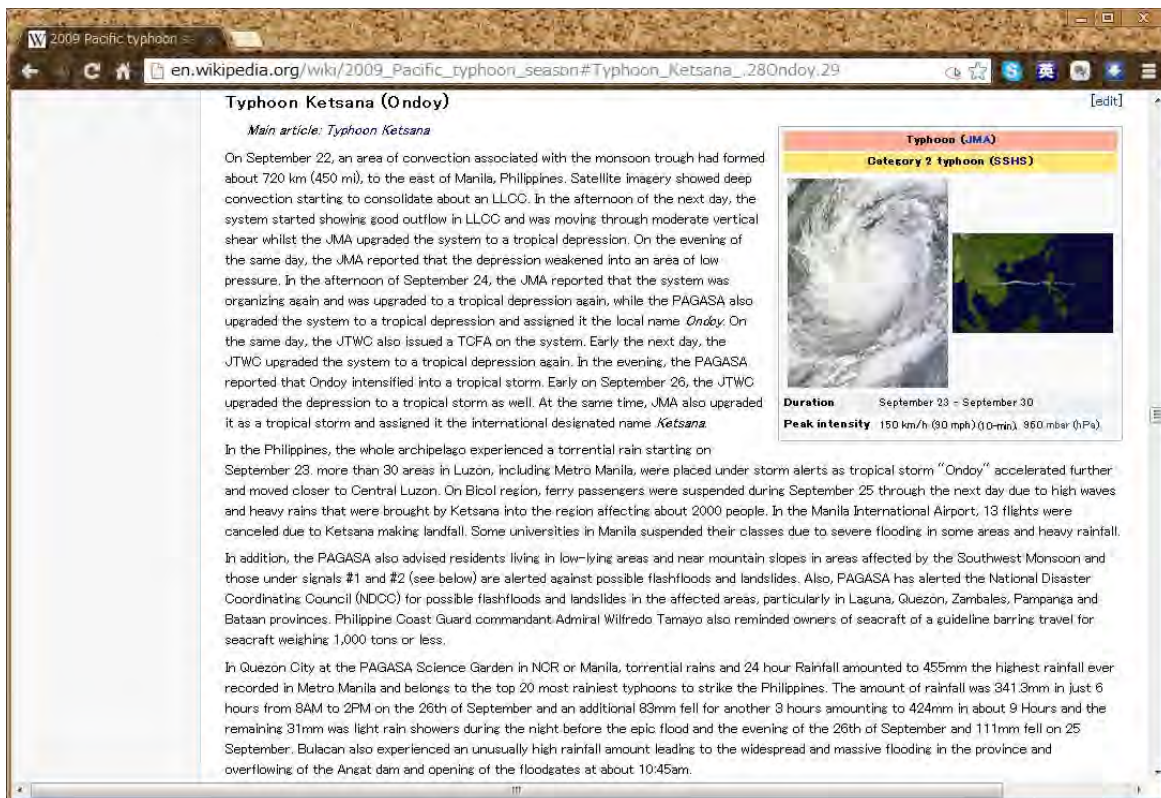 2009 Pacific typhoon se
en.wikipedia.org/wiki/2009_Pacific_typhoon_season#Typhoon_Ketsana_.28Ondoy.29
英
Typhoon Ketsana (Ondoy)
[edit]
Main article: Typhoon Ketsana
On September 22, an area of convection associated with the monsoon trough had formed
about 720 km (450 mi), to the east of Manila, Philippines. Satellite imagery showed deep
convection starting to consolidate about an LLCC. In the afternoon of the next day, the
system started showing good outflow in LLCC and was moving through moderate vertical
shear whilst the JMA upgraded the system to a tropical depression. On the evening of
the same day, the JMA reported that the depression weakened into an area of low
pressure. In the afternoon of September 24, the JMA reported that the system was
organizing again and was upgraded to a tropical depression again, while the PAGASA also
upgraded the system to a tropical depression and assigned it the local name Ondoy. On
the same day, the JTWC also issued a TCFA on the system. Early the next day, the
JTWC upgraded the system to a tropical depression again. In the evening, the PAGASA
reported that Ondoy intensified into a tropical storm. Early on September 26, the JTWC
upgraded the depression to a tropical storm as well. At the same time, JMA also upgraded
it as a tropical storm and assigned it the international designated name Ketsana.
Typhoon (JMA)
Category 2 typhoon (SSHS)
Duration September 23 – September 30
Peak intensity 150 km/h (90 mph) (10-min), 960 mbar (hPa)
In the Philippines, the whole archipelago experienced a torrential rain starting on
September 23. more than 30 areas in Luzon, including Metro Manila, were placed under storm alerts as tropical storm "Ondoy" accelerated further
and moved closer to Central Luzon. On Bicol region, ferry passengers were suspended during September 25 through the next day due to high waves
and heavy rains that were brought by Ketsana into the region affecting about 2000 people. In the Manila International Airport, 13 flights were
canceled due to Ketsana making landfall. Some universities in Manila suspended their classes due to severe flooding in some areas and heavy rainfall.
In addition, the PAGASA also advised residents living in low-lying areas and near mountain slopes in areas affected by the Southwest Monsoon and
those under signals #1 and #2 (see below) are alerted against possible flashfloods and landslides. Also, PAGASA has alerted the National Disaster
Coordinating Council (NDCC) for possible flashfloods and landslides in the affected areas, particularly in Laguna, Quezon, Zambales, Pampanga and
Bataan provinces. Philippine Coast Guard commandant Admiral Wilfredo Tamayo also reminded owners of seacraft of a guideline barring travel for
seacraft weighing 1,000 tons or less.
In Quezon City at the PAGASA Science Garden in NCR or Manila, torrential rains and 24 hour Rainfall amounted to 455mm the highest rainfall ever
recorded in Metro Manila and belongs to the top 20 most rainiest typhoons to strike the Philippines. The amount of rainfall was 341.3mm in just 6
hours from 8AM to 2PM on the 26th of September and an additional 83mm fell for another 3 hours amounting to 424mm in about 9 Hours and the
remaining 31mm was light rain showers during the night before the epic flood and the evening of the 26th of September and 111mm fell on 25
September. Bulacan also experienced an unusually high rainfall amount leading to the widespread and massive flooding in the province and
overflowing of the Angat dam and opening of the floodgates at about 10:45am.